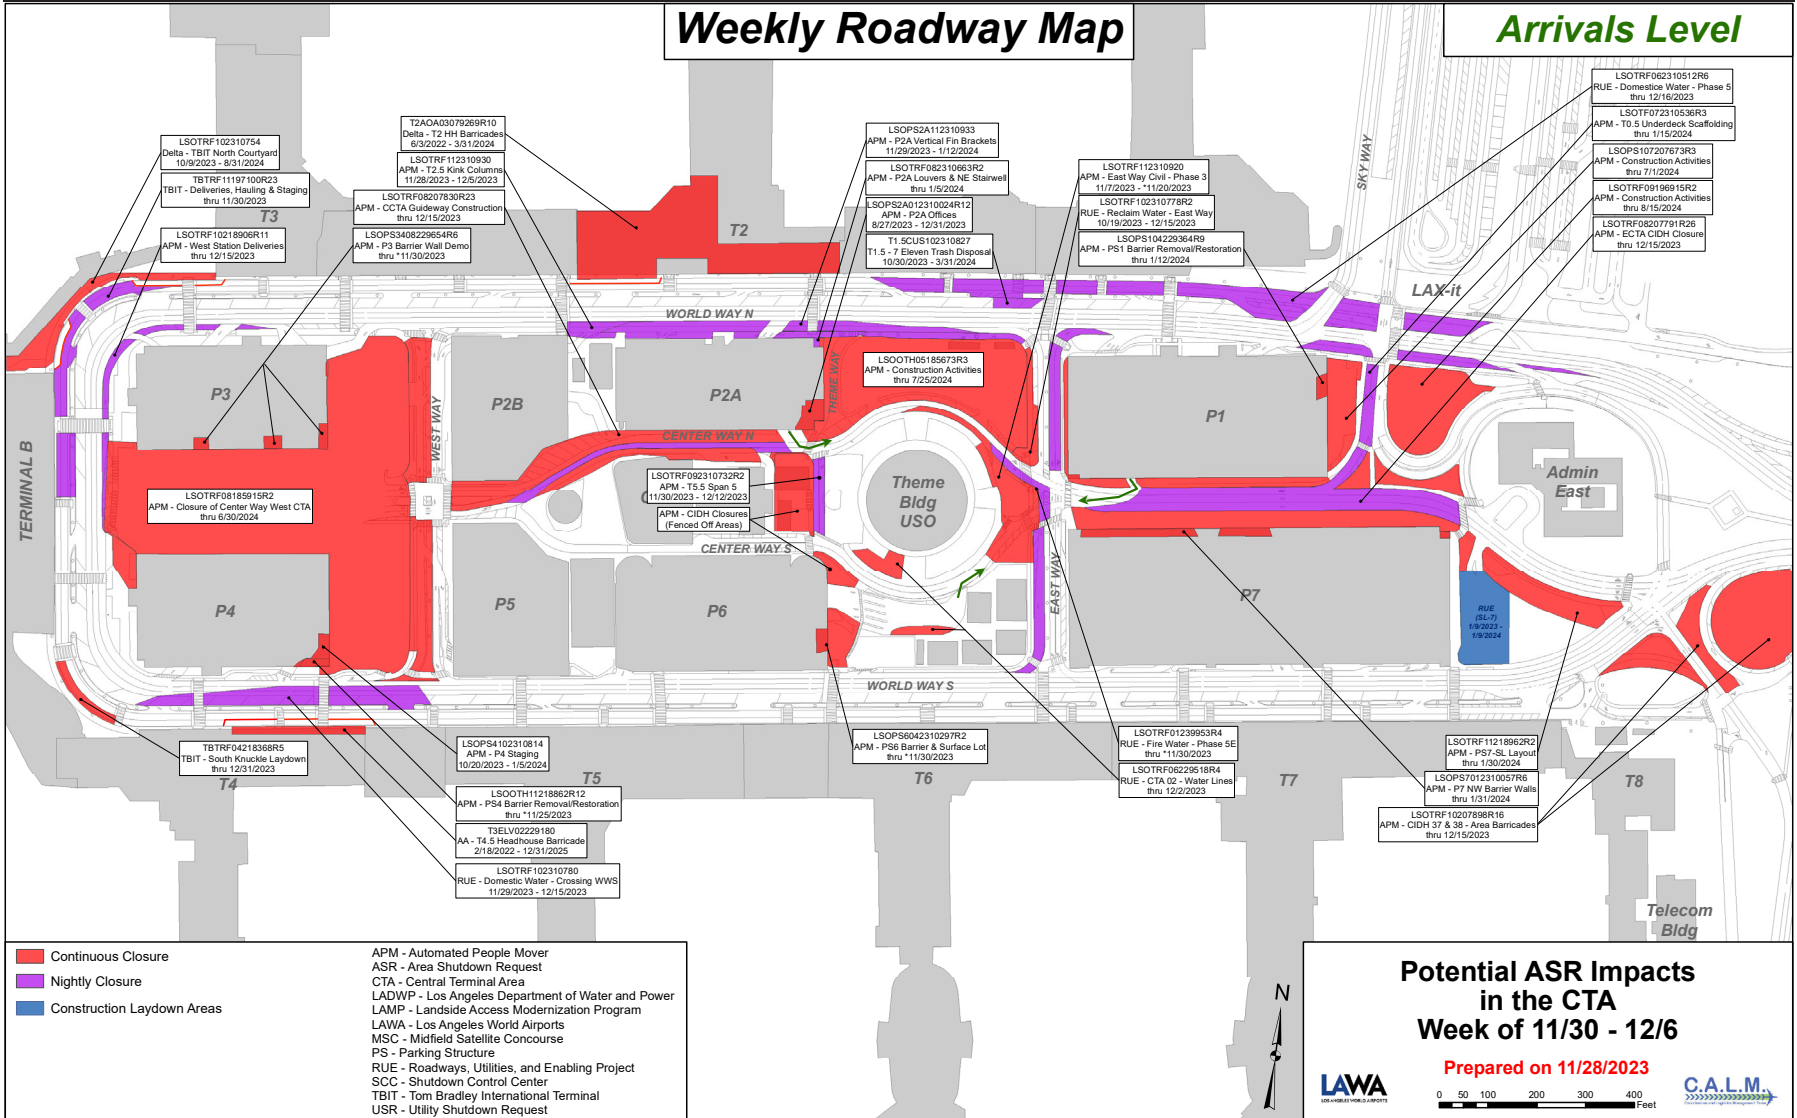 Weekly Roadway Map
Arrivals Level
LSOTRF102310754
Delta - TBIT North Courtyard
10/9/2023 - 8/31/2024
TBTRF11197100R23
TBIT - Deliveries, Hauling & Staging
thru 11/30/2023
LSOTRF10218906R11
APM - West Station Deliveries
thru 12/15/2023
T2AOA03079269R10
Delta - T2 HH Barricades
6/3/2022 - 3/31/2024
LSOTRF112310930
APM - T2.5 Kink Columns
11/28/2023 - 12/5/2023
LSOTRF08207830R23
APM - CCTA Guideway Construction
thru 12/15/2023
LSOPS3408229654R6
APM - P3 Barrier Wall Demo
thru *11/30/2023
LSOPS2A112310933
APM - P2A Vertical Fin Brackets
11/29/2023 - 1/12/2024
LSOTRF082310663R2
APM - P2A Louvers & NE Stairwell
thru 1/5/2024
LSOPS2A012310024R12
APM - P2A Offices
8/27/2023 - 12/31/2023
T1.5CUS102310827
T1.5 - 7 Eleven Trash Disposal
10/30/2023 - 3/31/2024
LSOTRF112310920
APM - East Way Civil - Phase 3
11/7/2023 - *11/20/2023
LSOTRF102310778R2
RUE - Reclaim Water - East Way
10/19/2023 - 12/15/2023
LSOPS104229364R9
APM - PS1 Barrier Removal/Restoration
thru 1/12/2024
LSOTRF062310512R6
RUE - Domestice Water - Phase 5
thru 12/16/2023
LSOTF072310536R3
APM - T0.5 Underdeck Scaffolding
thru 1/15/2024
LSOPS107207673R3
APM - Construction Activities
thru 7/1/2024
LSOTRF09196915R2
APM - Construction Activities
thru 8/15/2024
LSOTRF08207791R26
APM - ECTA CIDH Closure
thru 12/15/2023
T3
T2
SKY WAY
LAX-it
WORLD WAY N
LSOOTH05185673R3
APM - Construction Activities
thru 7/25/2024
THEME WAY
P3
P2B
P2A
P1
WEST WAY
CENTER WAY N
TERMINAL B
LSOTRF08185915R2
APM - Closure of Center Way West CTA
thru 6/30/2024
LSOTRF092310732R2
APM - T5.5 Span 5
11/30/2023 - 12/12/2023
APM - CIDH Closures
(Fenced Off Areas)
Theme
Bldg
USO
Admin
East
CENTER WAY S
EAST WAY
P4
P5
P6
P7
RUE
(SL-7)
1/9/2023 -
1/9/2024
WORLD WAY S
TBTRF04218368R5
TBIT - South Knuckle Laydown
thru 12/31/2023
LSOPS4102310814
APM - P4 Staging
10/20/2023 - 1/5/2024
LSOOTH11218862R12
APM - PS4 Barrier Removal/Restoration
thru *11/25/2023
T3ELV02229180
AA - T4.5 Headhouse Barricade
2/18/2022 - 12/31/2025
LSOTRF102310780
RUE - Domestic Water - Crossing WWS
11/29/2023 - 12/15/2023
LSOPS6042310297R2
APM - PS6 Barrier & Surface Lot
thru *11/30/2023
LSOTRF01239953R4
RUE - Fire Water - Phase 5E
thru *11/30/2023
LSOTRF06229518R4
RUE - CTA 02 - Water Lines
thru 12/2/2023
LSOTRF11218962R2
APM - PS7-SL Layout
thru 1/30/2024
LSOPS7012310057R6
APM - P7 NW Barrier Walls
thru 1/31/2024
LSOTRF10207898R16
APM - CIDH 37 & 38 - Area Barricades
thru 12/15/2023
T4
T5
T6
T7
T8
Telecom
Bldg
Continuous Closure
Nightly Closure
Construction Laydown Areas
APM - Automated People Mover
ASR - Area Shutdown Request
CTA - Central Terminal Area
LADWP - Los Angeles Department of Water and Power
LAMP - Landside Access Modernization Program
LAWA - Los Angeles World Airports
MSC - Midfield Satellite Concourse
PS - Parking Structure
RUE - Roadways, Utilities, and Enabling Project
SCC - Shutdown Control Center
TBIT - Tom Bradley International Terminal
USR - Utility Shutdown Request
N
Potential ASR Impacts
in the CTA
Week of 11/30 - 12/6
Prepared on 11/28/2023
LAWA
LOS ANGELES WORLD AIRPORTS
0 50 100 200 300 400
Feet
C.A.L.M.